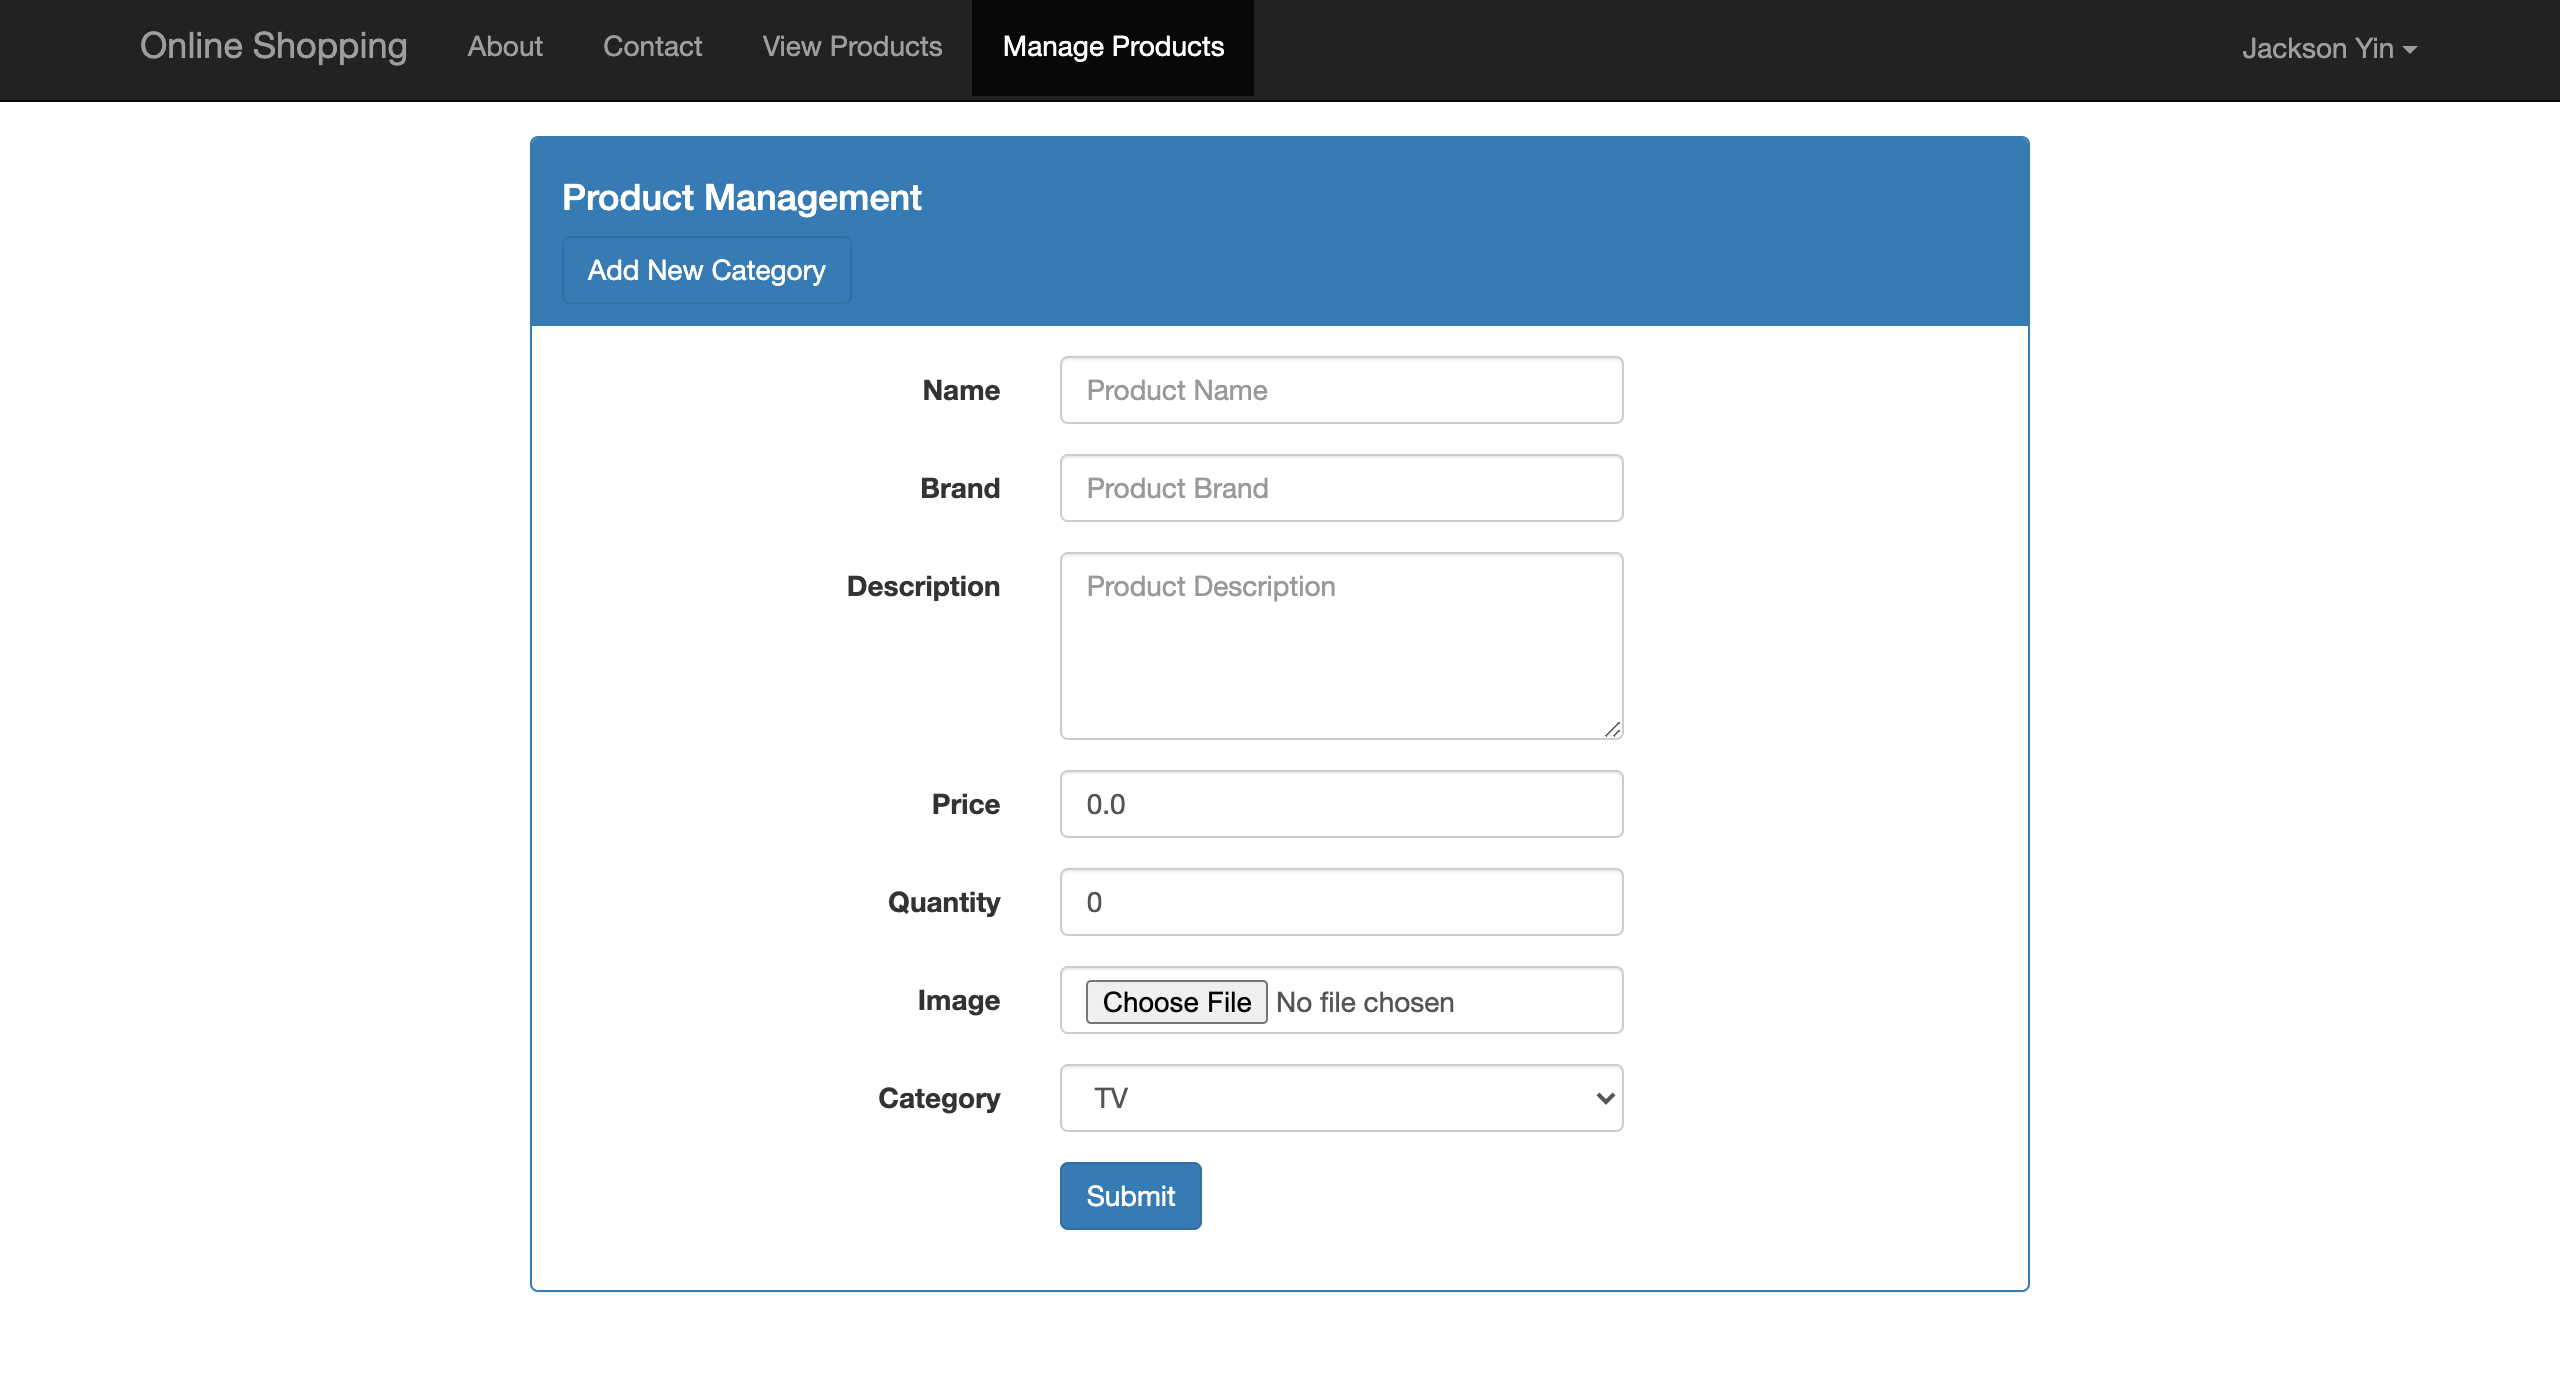 Online Shopping About Contact View Products Manage Products Jackson Yin
Product Management
Add New Category
Name Product Name
Brand Product Brand
Description Product Description
Price 0.0
Quantity 0
Image Choose File No file chosen
Category TV
Submit